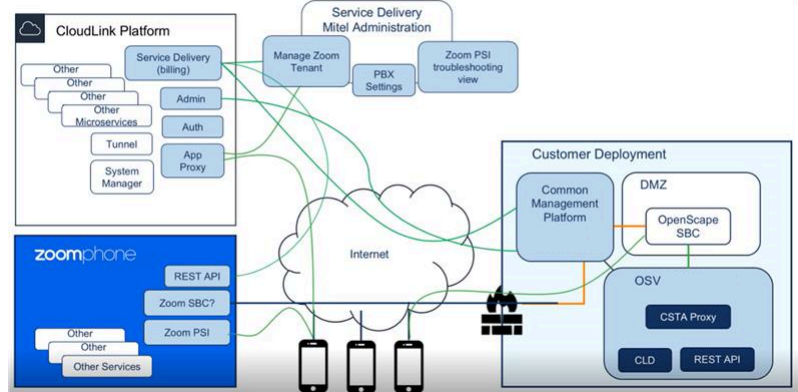 CloudLink Platform
Service Delivery
(billing)
Other
Other
Other
Other
Microservices
Admin
Auth
Tunnel
App
Proxy
System
Manager
Service Delivery
Mitel Administration
Manage Zoom
Tenant
PBX
Settings
Zoom PSI
troubleshooting
view
zoomphone
REST API
Zoom SBC?
Zoom PSI
Other
Other
Other Services
Internet
Customer Deployment
Common
Management
Platform
DMZ
OpenScape
SBC
OSV
CSTA Proxy
CLD
REST API